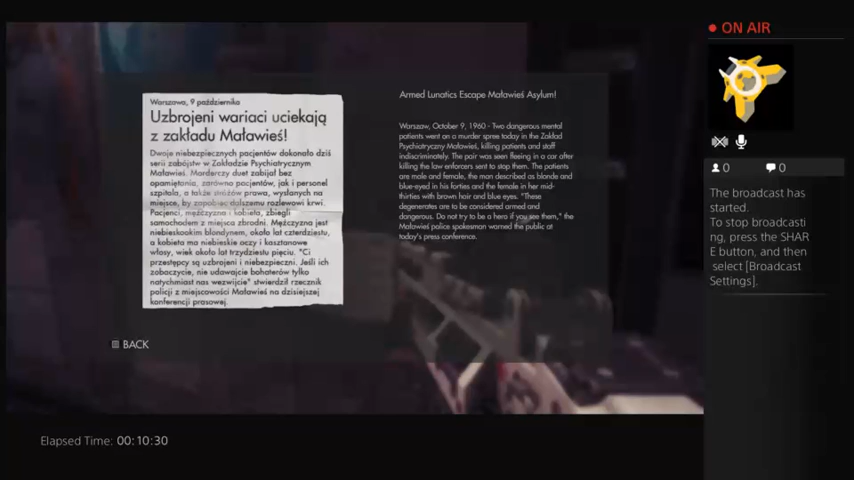 ON AIR
Warszawa, 9 października
Uzbrojeni wariaci uciekają
z zakładu Maławieś!
Dwoje niebezpiecznych pacjentów dokonało dziś
serii zabójstw w Zakładzie Psychiatrycznym
Maławieś. Morderczy duet zabijał bez
opamiętania, zarówno pacjentów, jak i personel
szpitala, a także stróżów prawa, wysłanych na
miejsce, by zapobiec dalszemu rozlewowi krwi.
Pacjenci, mężczyzna i kobieta, zbiegli
samochodem z miejsca zbrodni. Mężczyzna jest
niebieskookim blondynem, około lat czterdziestu,
a kobieta ma niebieskie oczy i kasztanowe
włosy, wiek około lat trzydziestu pięciu. "Ci
przestępcy są uzbrojeni i niebezpieczni. Jeśli ich
zobaczycie, nie udawajcie bohaterów tylko
natychmiast nas wezwijcie" stwierdził rzecznik
policji z miejscowości Maławieś na dzisiejszej
konferencji prasowej.
Armed Lunatics Escape Maławieś Asylum!
Warszaw, October 9, 1960 - Two dangerous mental
patients went on a murder spree today in the Zakład
Psychiatryczny Maławieś, killing patients and staff
indiscriminately. The pair was seen fleeing in a car after
killing the law enforcers sent to stop them. The patients
are male and female, the man described as blonde and
blue-eyed in his forties and the female in her mid-
thirties with brown hair and blue eyes. "These
degenerates are to be considered armed and
dangerous. Do not try to be a hero if you see them," the
Maławieś police spokesman warned the public at
today's press conference.
BACK
0
0
The broadcast has
started.
To stop broadcasti
ng, press the SHAR
E button, and then
select [Broadcast
Settings].
Elapsed Time: 00:10:30